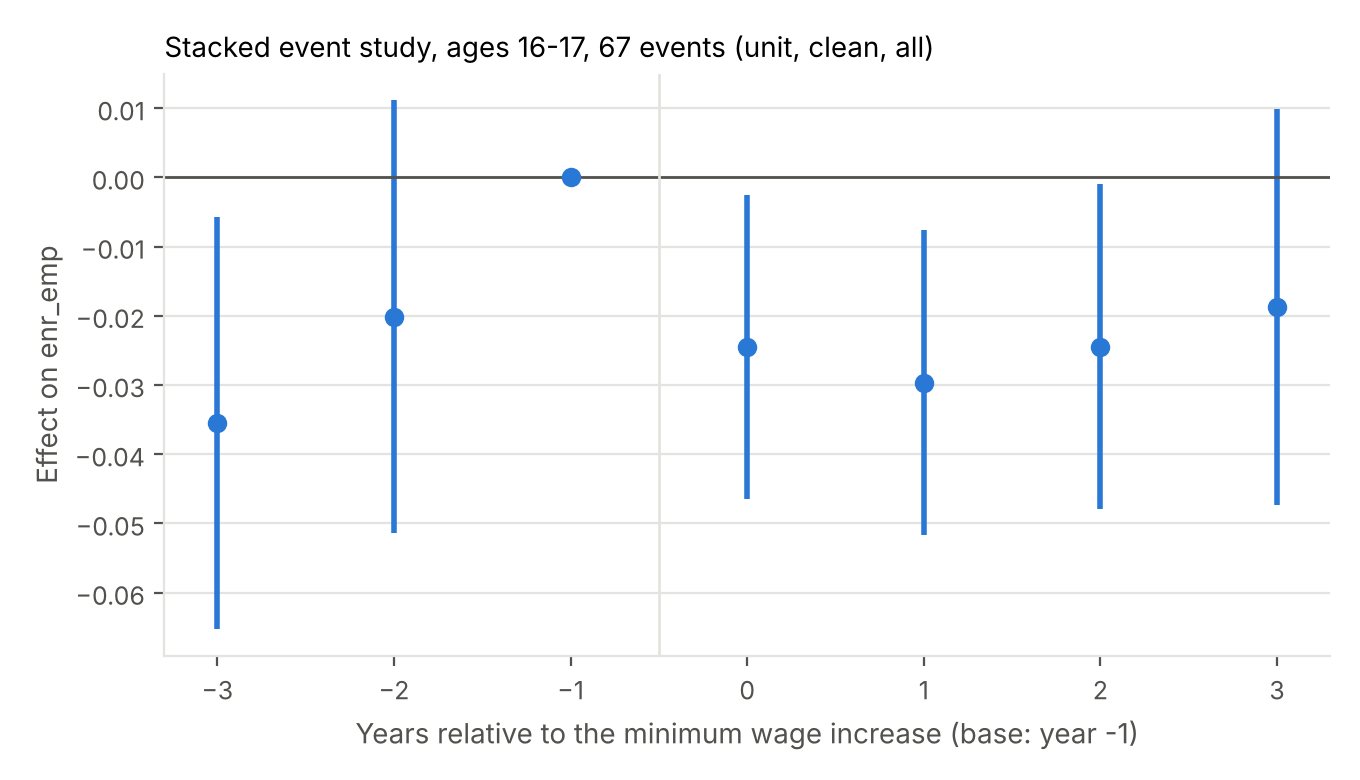 Stacked event study, ages 16-17, 67 events (unit, clean, all)
Effect on enr_emp
0.01
0.00
−0.01
−0.02
−0.03
−0.04
−0.05
−0.06
−3 −2 −1 0 1 2 3
Years relative to the minimum wage increase (base: year -1)